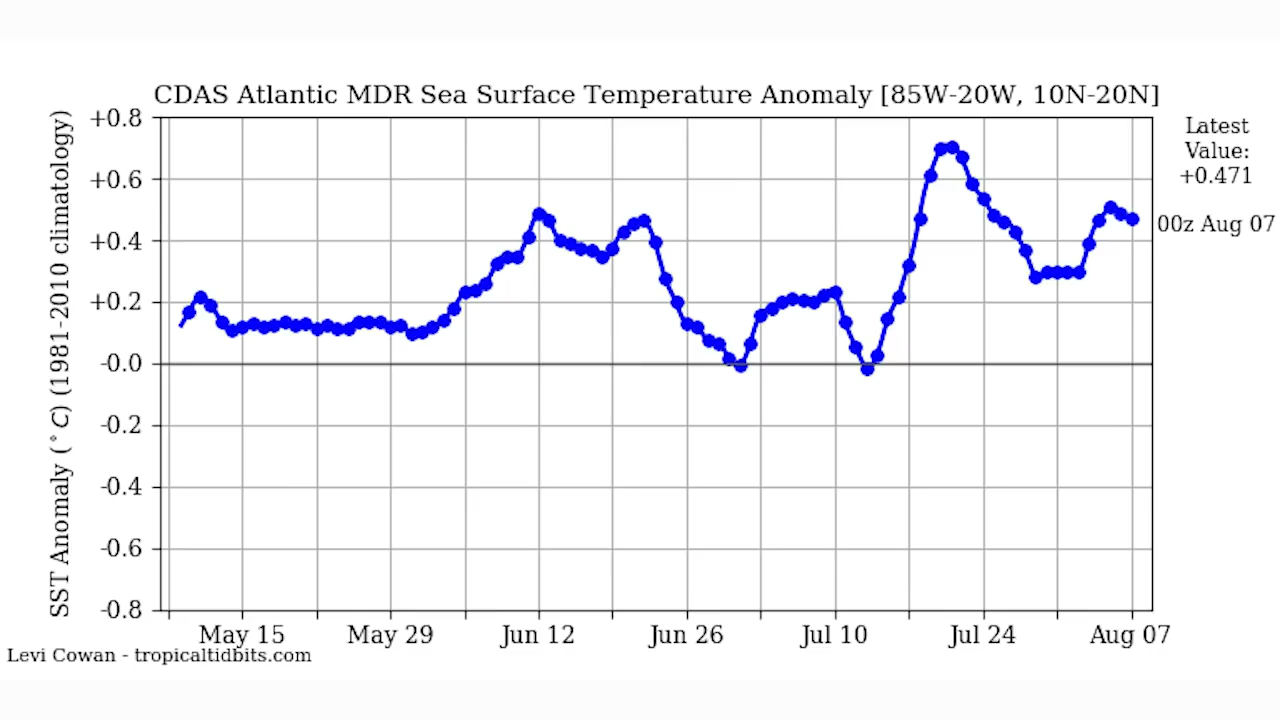 CDAS Atlantic MDR Sea Surface Temperature Anomaly [85W-20W, 10N-20N]
SST Anomaly (°C) (1981-2010 climatology)
+0.8
+0.6
+0.4
+0.2
-0.0
-0.2
-0.4
-0.6
-0.8
Latest
Value:
+0.471
00z Aug 07
May 15
May 29
Jun 12
Jun 26
Jul 10
Jul 24
Aug 07
Levi Cowan - tropicaltidbits.com